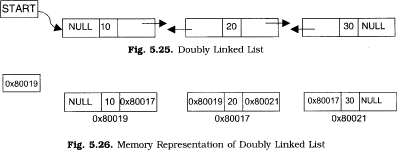 START
NULL 10 20 30 NULL
Fig. 5.25. Doubly Linked List
0x80019
NULL 10 0x80017 0x80019 20 0x80021 0x80017 30 NULL
0x80019 0x80017 0x80021
Fig. 5.26. Memory Representation of Doubly Linked List